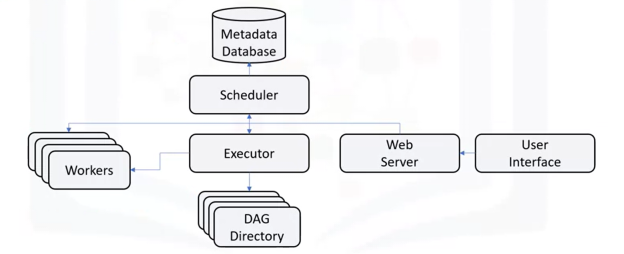 Metadata
Database
Scheduler
Workers
Executor
Web
Server
User
Interface
DAG
Directory